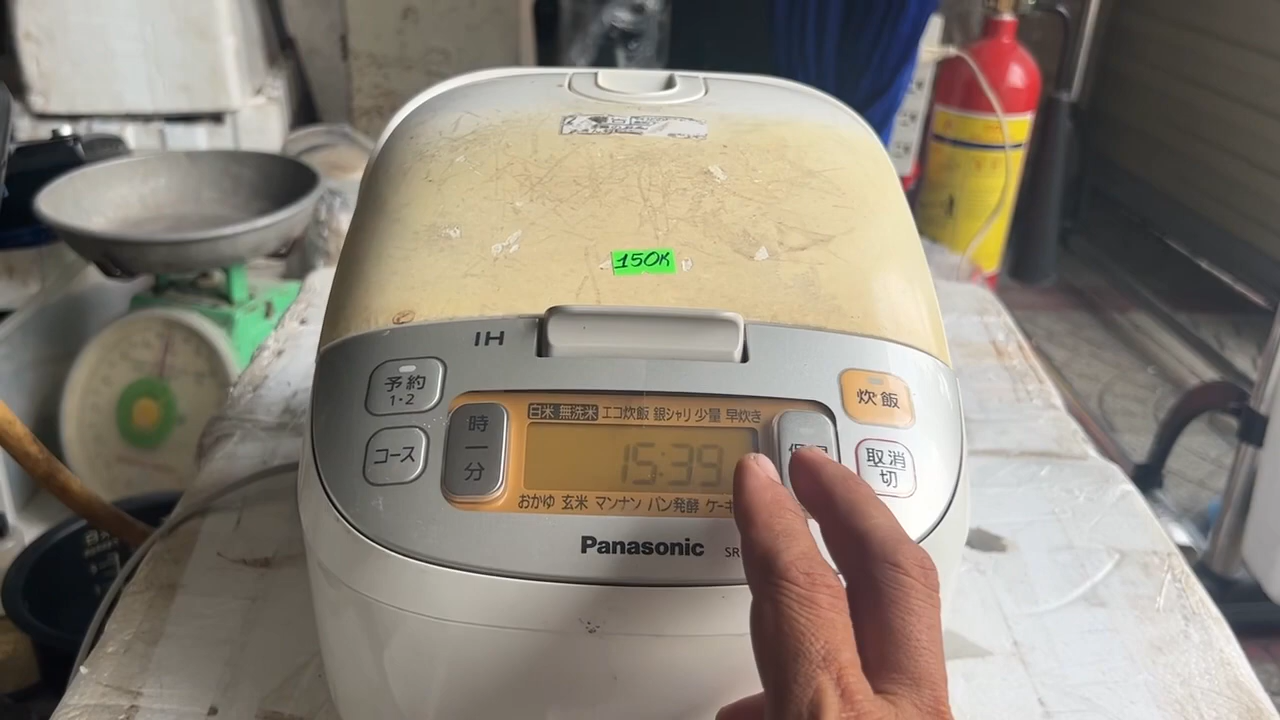 150K
IH
予約
1・2
コース
時
分
白米 無洗米 エコ炊飯 銀シャリ 少量 早炊き
15:39
おかゆ 玄米 マンナン パン発酵
炊飯
取消
切
Panasonic
SR